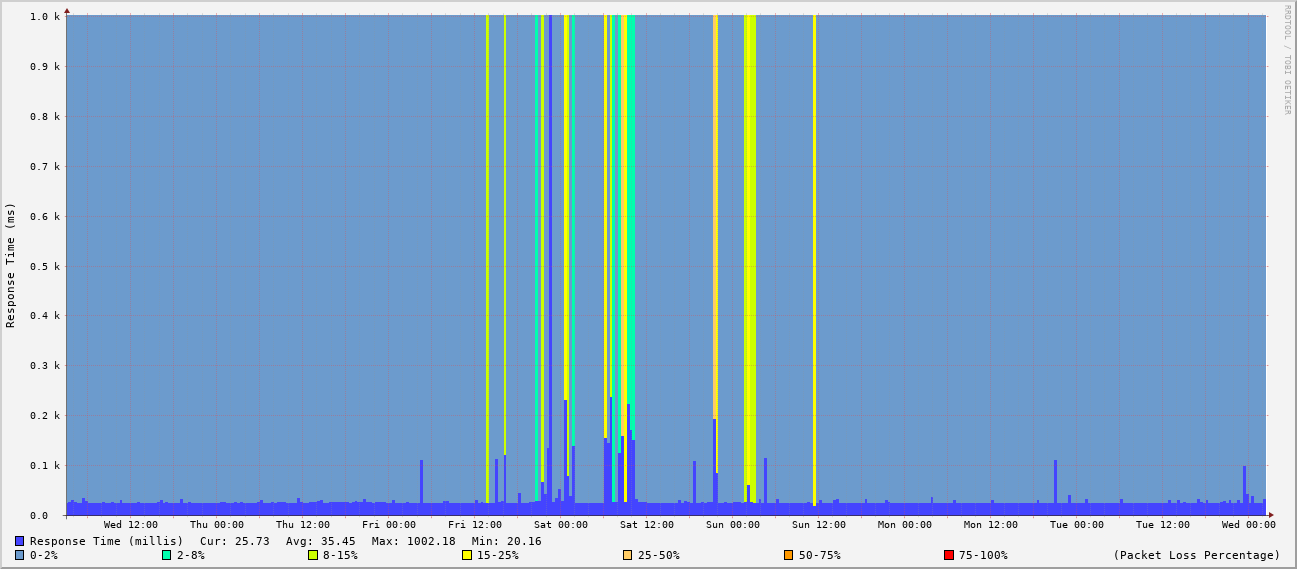 RRDTOOL / TOBI OETIKER
Response Time (ms)
1.0 k
0.9 k
0.8 k
0.7 k
0.6 k
0.5 k
0.4 k
0.3 k
0.2 k
0.1 k
0.0
Wed 12:00 Thu 00:00 Thu 12:00 Fri 00:00 Fri 12:00 Sat 00:00 Sat 12:00 Sun 00:00 Sun 12:00 Mon 00:00 Mon 12:00 Tue 00:00 Tue 12:00 Wed 00:00
Response Time (millis) Cur: 25.73 Avg: 35.45 Max: 1002.18 Min: 20.16
0-2% 2-8% 8-15% 15-25% 25-50% 50-75% 75-100% (Packet Loss Percentage)